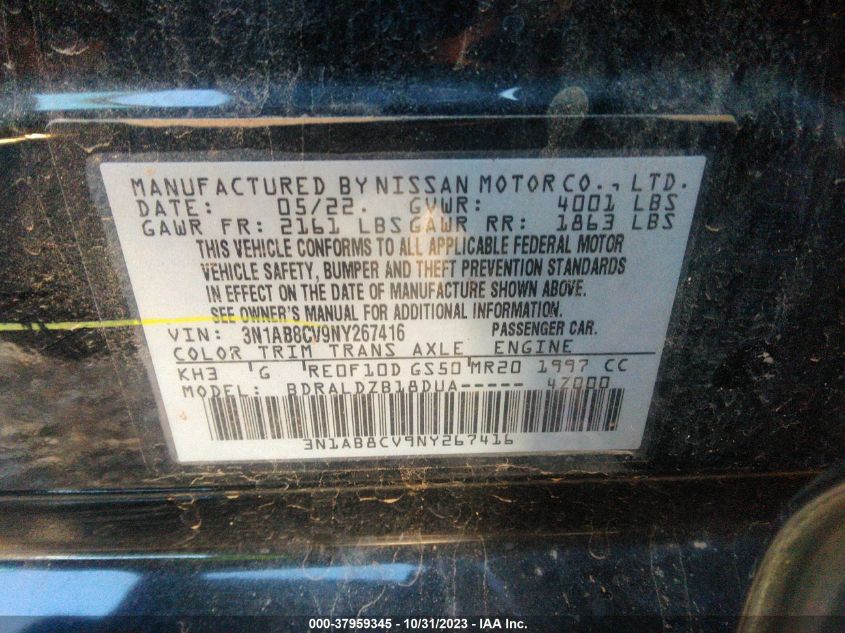 MANUFACTURED BY NISSAN MOTOR CO., LTD.
DATE: 05/22. GVWR: 4001 LBS
GAWR FR: 2161 LBS GAWR RR: 1863 LBS
THIS VEHICLE CONFORMS TO ALL APPLICABLE FEDERAL MOTOR
VEHICLE SAFETY, BUMPER AND THEFT PREVENTION STANDARDS
IN EFFECT ON THE DATE OF MANUFACTURE SHOWN ABOVE.
SEE OWNER'S MANUAL FOR ADDITIONAL INFORMATION.
VIN: 3N1AB8CV9NY267416 PASSENGER CAR.
COLOR TRIM TRANS AXLE ENGINE
KH3 G RE0F10D GS50 MR20 1997 CC
MODEL: BDRALDZB18DUA----- 4Z000
3N1AB8CV9NY267416
000-37959345 - 10/31/2023 - IAA Inc.